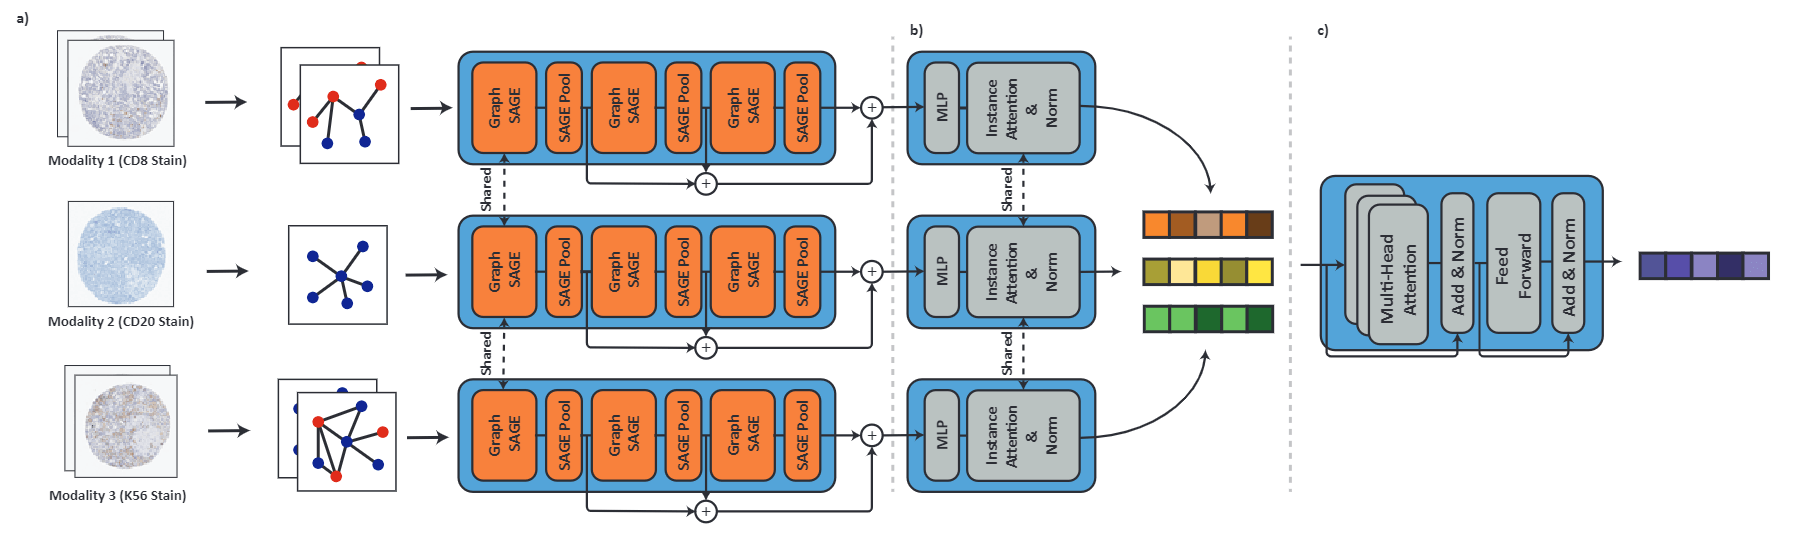 a)
Modality 1 (CD8 Stain)
Graph
SAGE
SAGE Pool
Graph
SAGE
SAGE Pool
Graph
SAGE
SAGE Pool
+
+
Shared
Modality 2 (CD20 Stain)
Graph
SAGE
SAGE Pool
Graph
SAGE
SAGE Pool
Graph
SAGE
SAGE Pool
+
+
Shared
Modality 3 (K56 Stain)
Graph
SAGE
SAGE Pool
Graph
SAGE
SAGE Pool
Graph
SAGE
SAGE Pool
+
+
b)
MLP
Instance
Attention
&
Norm
Shared
MLP
Instance
Attention
&
Norm
Shared
MLP
Instance
Attention
&
Norm
c)
Multi-Head
Attention
Add & Norm
Feed
Forward
Add & Norm